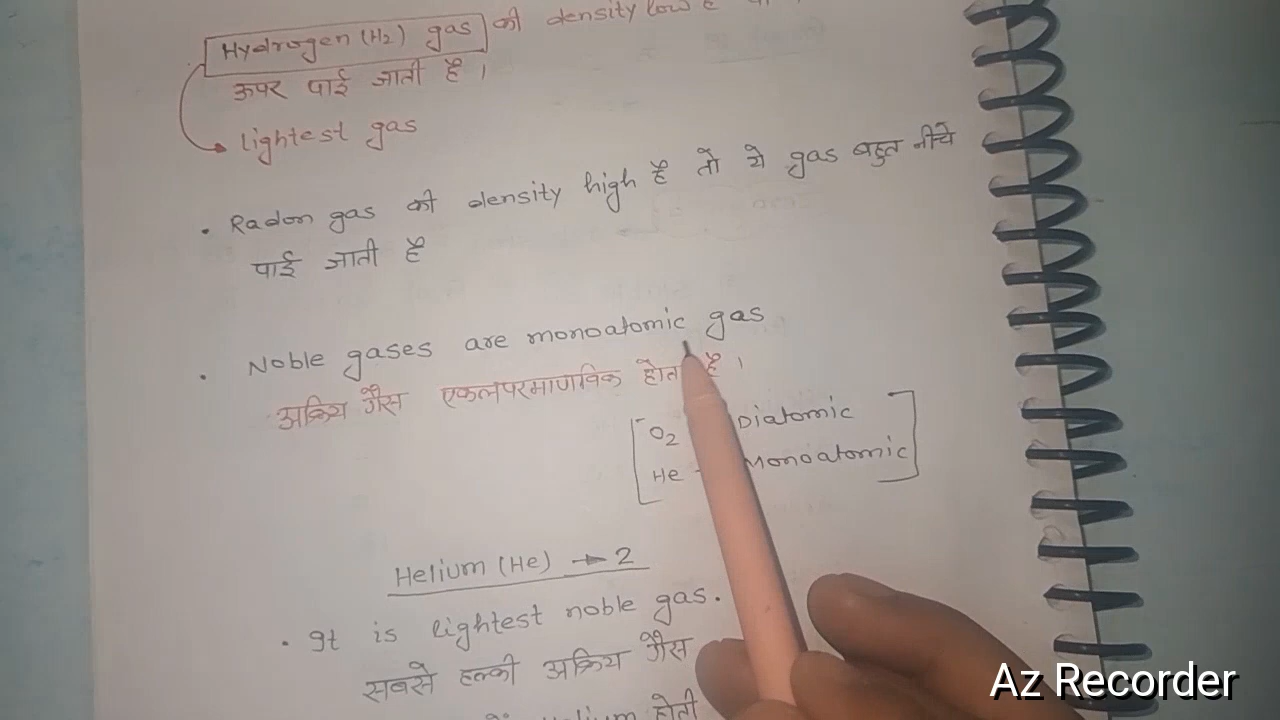 Hydrogen (H2) gas की density low है
ऊपर पाई जाती है।
lightest gas
• Radon gas की density high है तो ये gas बहुत नीचे
पाई जाती है
• Noble gases are monoatomic gas
अक्रिय गैस एकलपरमाणविक होता है।
O2 Diatomic
He - Monoatomic
Helium (He) → 2
• It is lightest noble gas.
सबसे हल्की अक्रिय गैस
Helium होती
Az Recorder